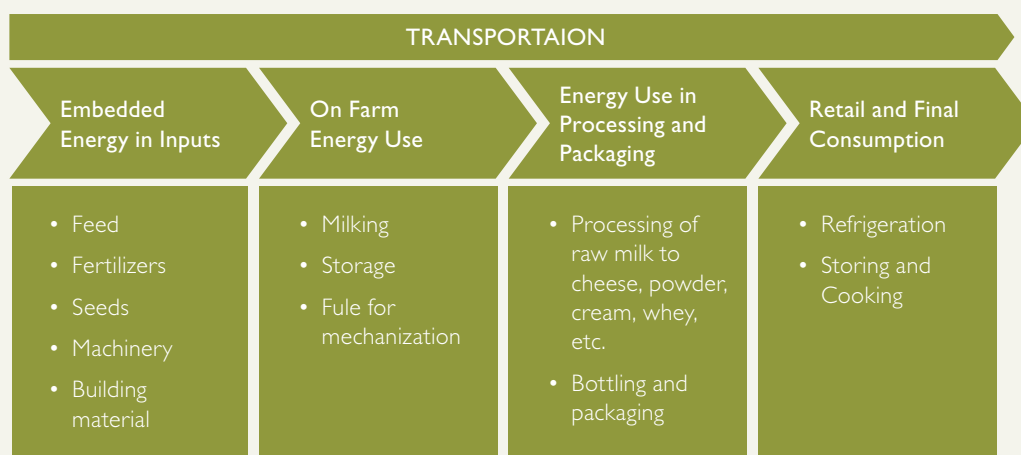 TRANSPORTAION
Embedded
Energy in Inputs
On Farm
Energy Use
Energy Use in
Processing and
Packaging
Retail and Final
Consumption
• Feed
• Fertilizers
• Seeds
• Machinery
• Building
material
• Milking
• Storage
• Fule for
mechanization
• Processing of
raw milk to
cheese, powder,
cream, whey,
etc.
• Bottling and
packaging
• Refrigeration
• Storing and
Cooking